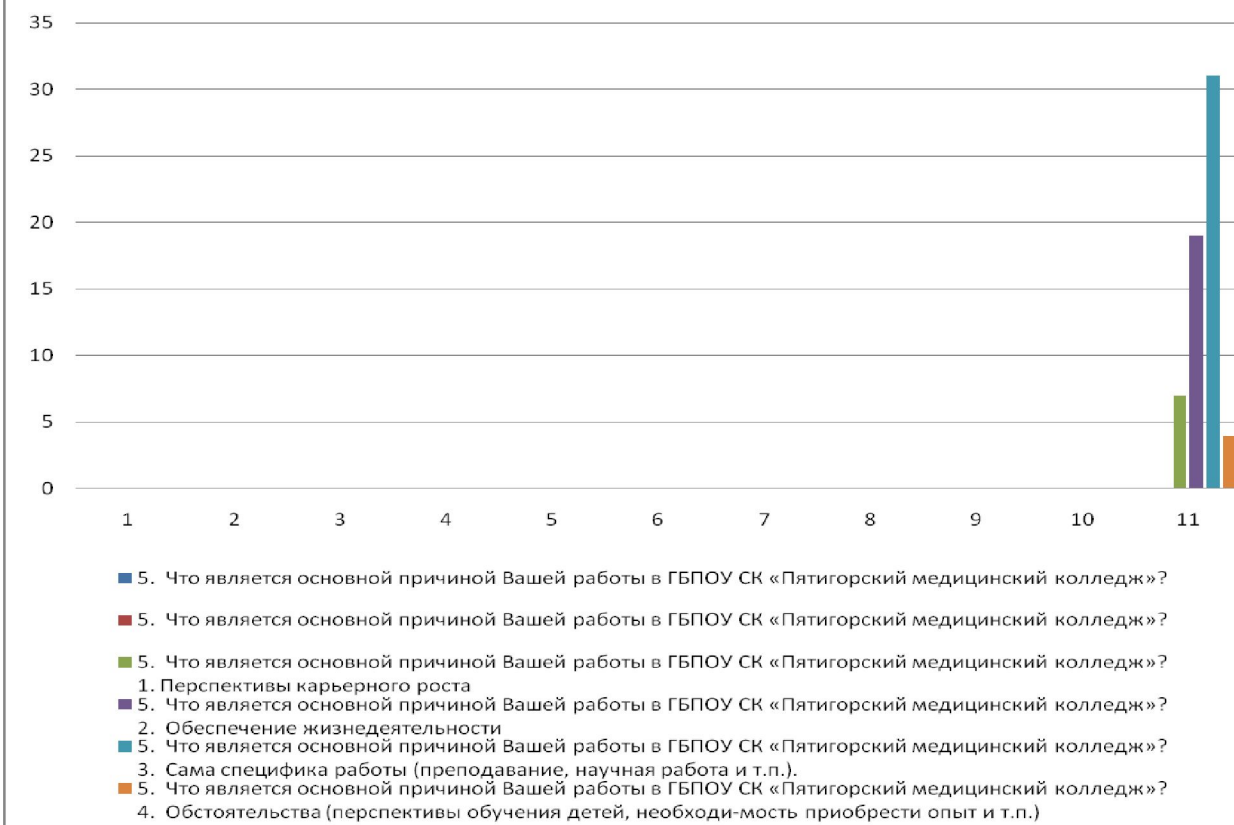 35
30
25
20
15
10
5
0
1 2 3 4 5 6 7 8 9 10 11
5. Что является основной причиной Вашей работы в ГБПОУ СК «Пятигорский медицинский колледж»?
5. Что является основной причиной Вашей работы в ГБПОУ СК «Пятигорский медицинский колледж»?
5. Что является основной причиной Вашей работы в ГБПОУ СК «Пятигорский медицинский колледж»?
1. Перспективы карьерного роста
5. Что является основной причиной Вашей работы в ГБПОУ СК «Пятигорский медицинский колледж»?
2. Обеспечение жизнедеятельности
5. Что является основной причиной Вашей работы в ГБПОУ СК «Пятигорский медицинский колледж»?
3. Сама специфика работы (преподавание, научная работа и т.п.).
5. Что является основной причиной Вашей работы в ГБПОУ СК «Пятигорский медицинский колледж»?
4. Обстоятельства (перспективы обучения детей, необходи-мость приобрести опыт и т.п.)